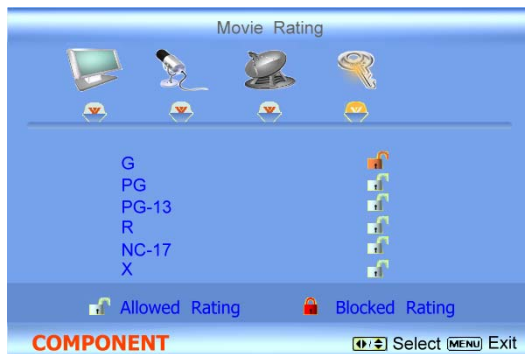 Movie Rating
G
PG
PG-13
R
NC-17
X
Allowed Rating Blocked Rating
COMPONENT Select MENU Exit